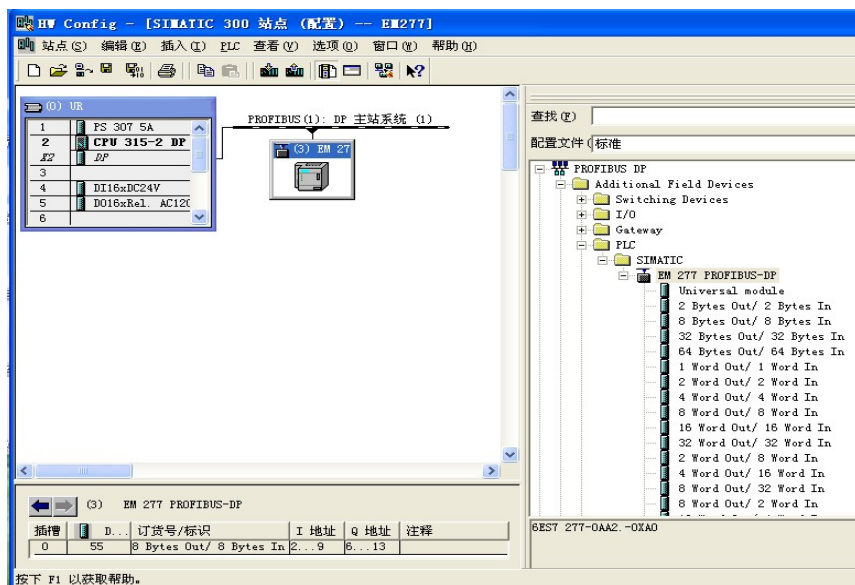 HW Config - [SIMATIC 300 站点 (配置) -- EM277]
站点(S) 编辑(E) 插入(I) PLC 查看(V) 选项(O) 窗口(W) 帮助(H)
(0) UR
1 PS 307 5A
2 CPU 315-2 DP
X2 DP
3
4 DI16xDC24V
5 DO16xRel. AC120
6
PROFIBUS(1): DP 主站系统 (1)
(3) EM 27
查找(F)
配置文件( 标准
PROFIBUS DP
Additional Field Devices
Switching Devices
I/O
Gateway
PLC
SIMATIC
EM 277 PROFIBUS-DP
Universal module
2 Bytes Out/ 2 Bytes In
8 Bytes Out/ 8 Bytes In
32 Bytes Out/ 32 Bytes In
64 Bytes Out/ 64 Bytes In
1 Word Out/ 1 Word In
2 Word Out/ 2 Word In
4 Word Out/ 4 Word In
8 Word Out/ 8 Word In
16 Word Out/ 16 Word In
32 Word Out/ 32 Word In
2 Word Out/ 8 Word In
4 Word Out/ 16 Word In
8 Word Out/ 32 Word In
8 Word Out/ 2 Word In
6ES7 277-0AA2.-0XA0
(3) EM 277 PROFIBUS-DP
插槽 D... 订货号/标识 I 地址 Q 地址 注释
0 55 8 Bytes Out/ 8 Bytes In 2...9 6...13
按下 F1 以获取帮助。